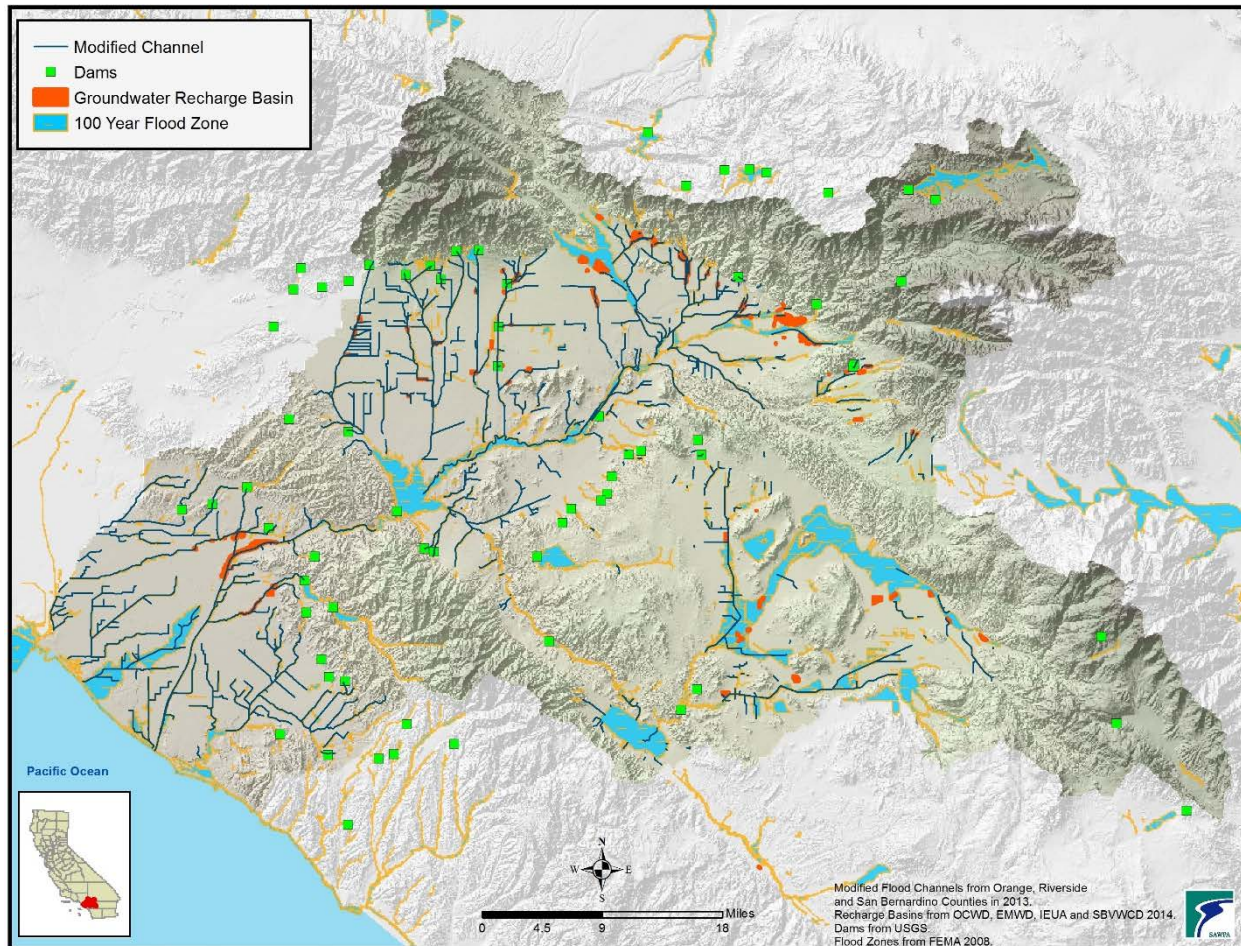 Modified Channel
Dams
Groundwater Recharge Basin
100 Year Flood Zone
Pacific Ocean
N
W E
S
Miles
0 4.5 9 18
Modified Flood Channels from Orange, Riverside
and San Bernardino Counties in 2013.
Recharge Basins from OCWD, EMWD, IEUA and SBVWCD 2014.
Dams from USGS.
Flood Zones from FEMA 2008.
SAWPA